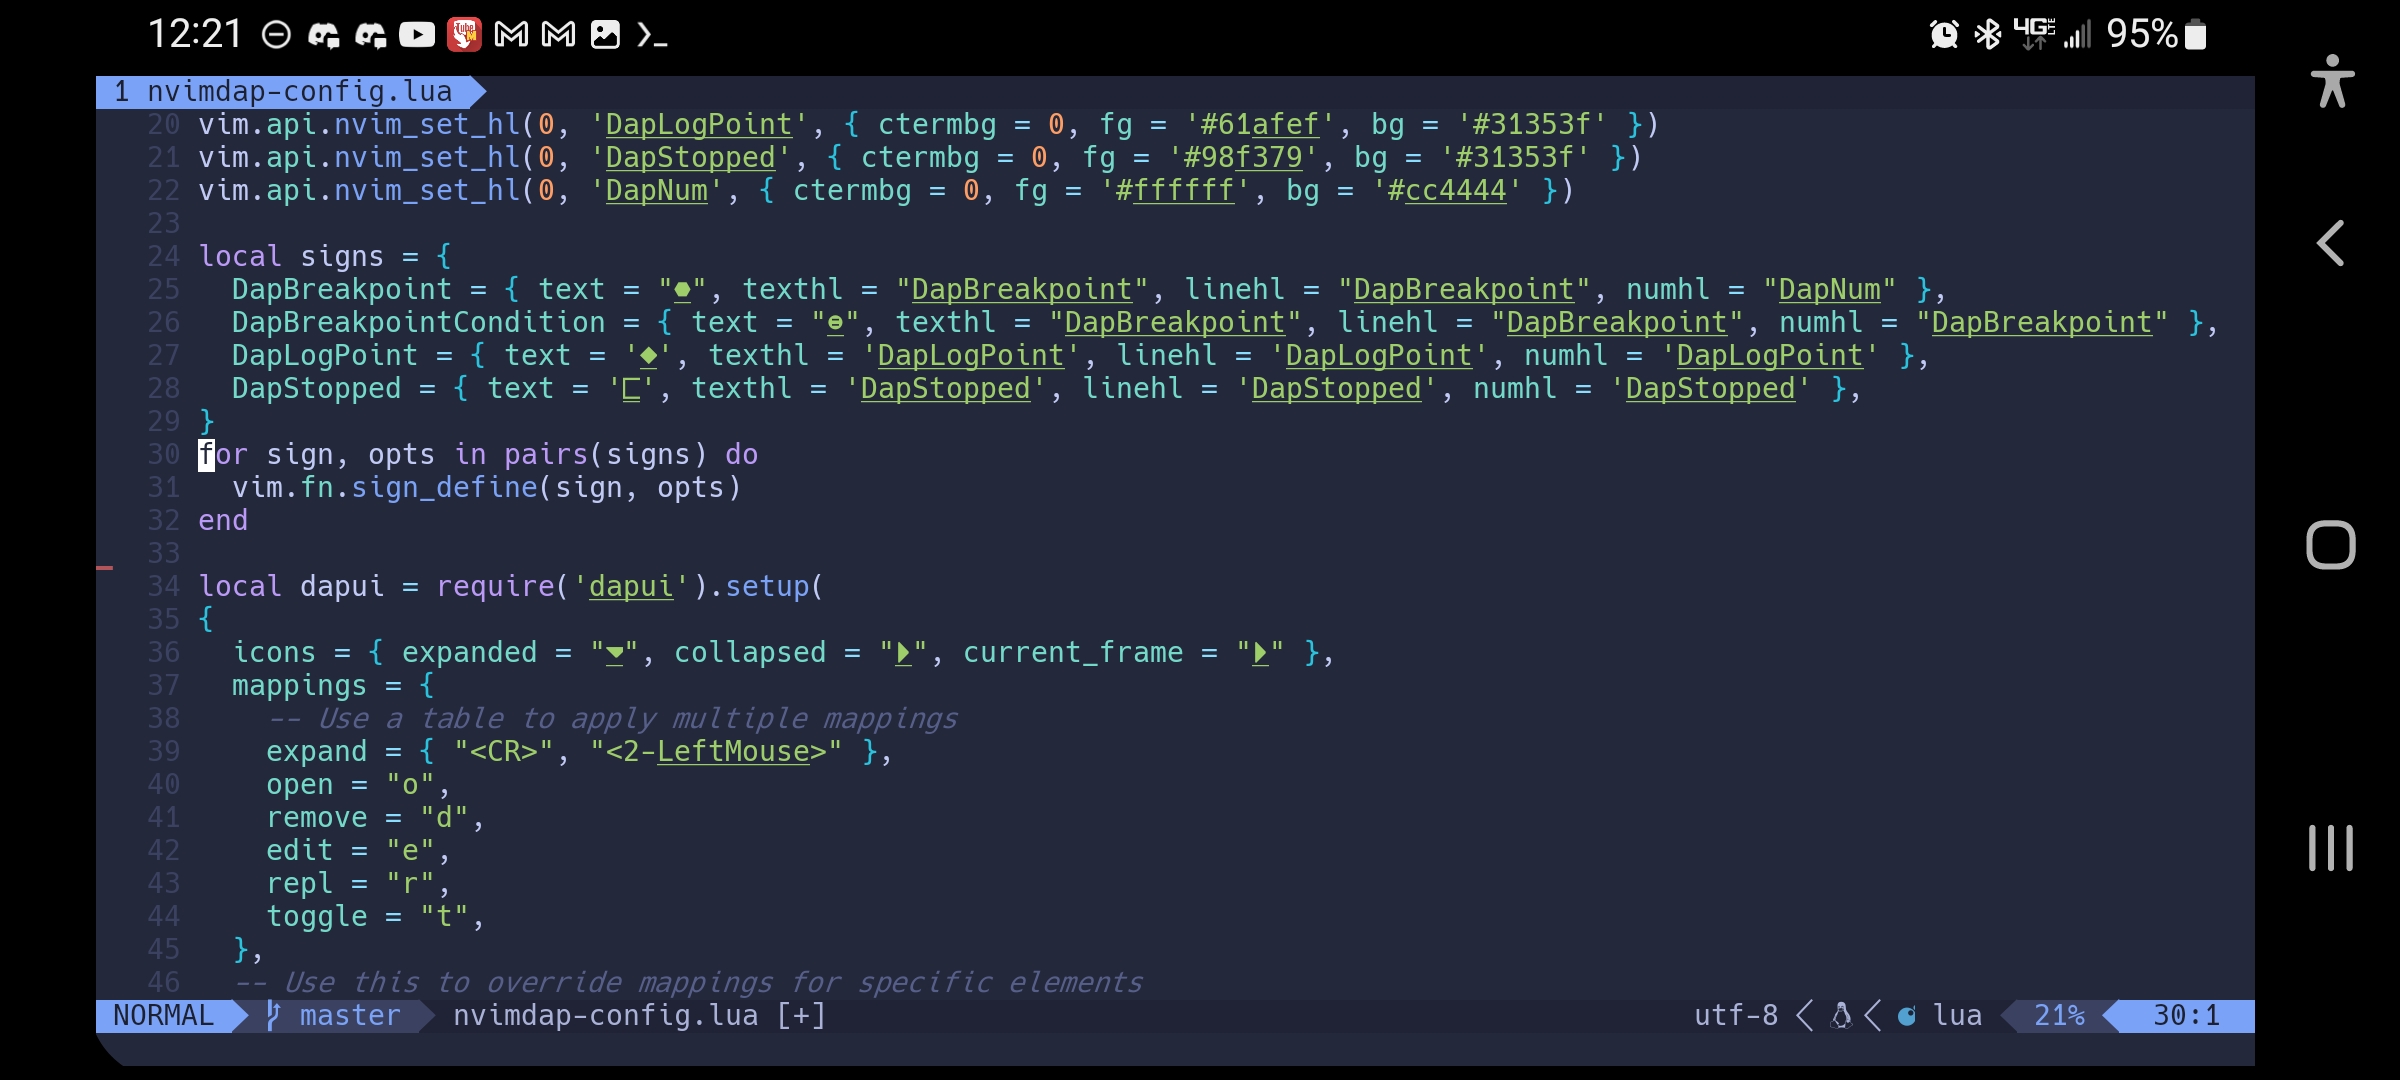 12:21 4G LTE 95%
1 nvimdap-config.lua
20 vim.api.nvim_set_hl(0, 'DapLogPoint', { ctermbg = 0, fg = '#61afef', bg = '#31353f' })
21 vim.api.nvim_set_hl(0, 'DapStopped', { ctermbg = 0, fg = '#98f379', bg = '#31353f' })
22 vim.api.nvim_set_hl(0, 'DapNum', { ctermbg = 0, fg = '#ffffff', bg = '#cc4444' })
23
24 local signs = {
25   DapBreakpoint = { text = "⬣", texthl = "DapBreakpoint", linehl = "DapBreakpoint", numhl = "DapNum" },
26   DapBreakpointCondition = { text = "⊜", texthl = "DapBreakpoint", linehl = "DapBreakpoint", numhl = "DapBreakpoint" },
27   DapLogPoint = { text = '◆', texthl = 'DapLogPoint', linehl = 'DapLogPoint', numhl = 'DapLogPoint' },
28   DapStopped = { text = '⊏', texthl = 'DapStopped', linehl = 'DapStopped', numhl = 'DapStopped' },
29 }
30 for sign, opts in pairs(signs) do
31   vim.fn.sign_define(sign, opts)
32 end
33
34 local dapui = require('dapui').setup(
35 {
36   icons = { expanded = "▾", collapsed = "▸", current_frame = "▸" },
37   mappings = {
38     -- Use a table to apply multiple mappings
39     expand = { "<CR>", "<2-LeftMouse>" },
40     open = "o",
41     remove = "d",
42     edit = "e",
43     repl = "r",
44     toggle = "t",
45   },
46   -- Use this to override mappings for specific elements
NORMAL master nvimdap-config.lua [+] utf-8 lua 21% 30:1